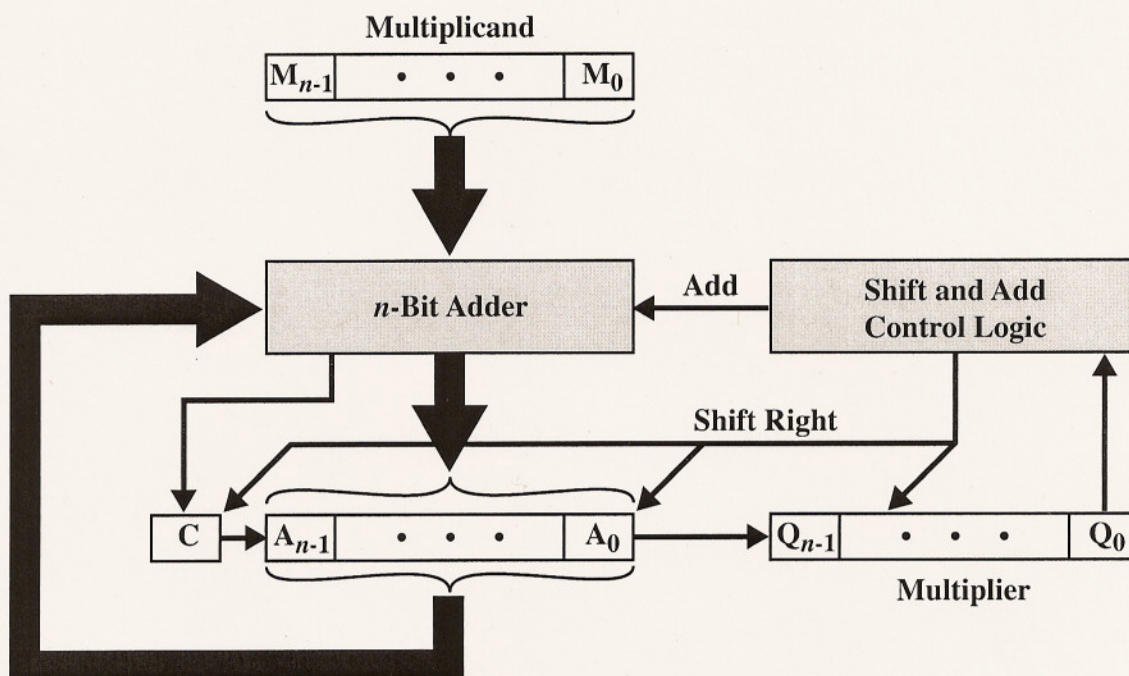 Multiplicand
Mn-1 • • • M0
n-Bit Adder
Add
Shift and Add
Control Logic
Shift Right
C
An-1 • • • A0
Qn-1 • • • Q0
Multiplier